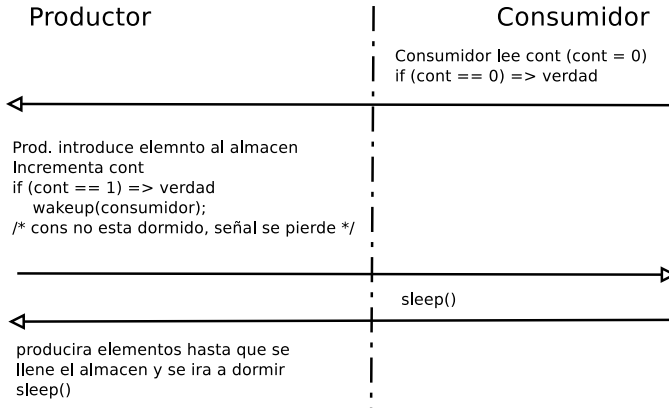 Productor
Consumidor
Consumidor lee cont (cont = 0)
if (cont == 0) => verdad
Prod. introduce elemnto al almacen
Incrementa cont
if (cont == 1) => verdad
wakeup(consumidor);
/* cons no esta dormido, señal se pierde */
sleep()
producira elementos hasta que se
llene el almacen y se ira a dormir
sleep()